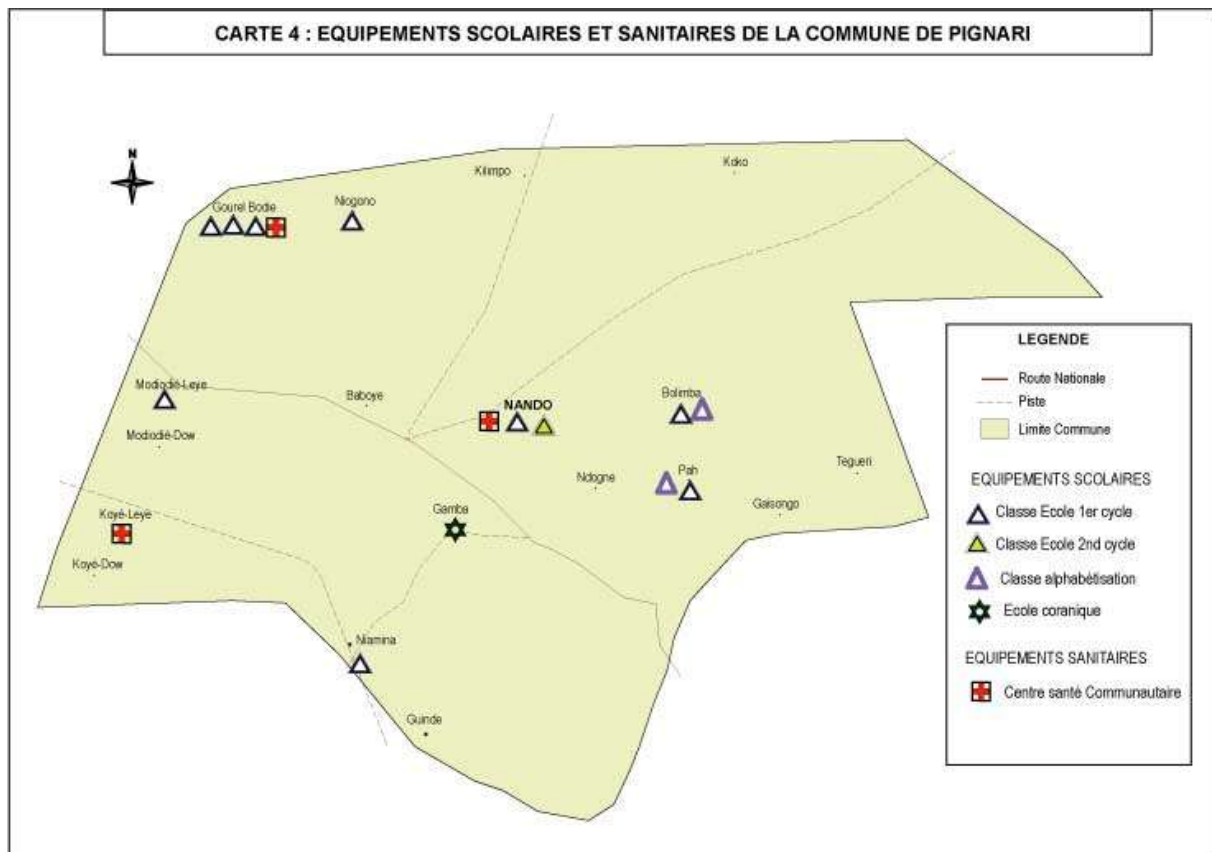 CARTE 4 : EQUIPEMENTS SCOLAIRES ET SANITAIRES DE LA COMMUNE DE PIGNARI
N
Kilimpo
Koko
Gourel Bodie
Niogono
Modiodié-Leye
Baboye
NANDO
Bolimba
Modiodié-Dow
Ndogne
Pah
Tegueri
Koyé-Leye
Gamba
Gaisongo
Koyé-Dow
Niamina
Guinde
LEGENDE
Route Nationale
Piste
Limite Commune
EQUIPEMENTS SCOLAIRES
Classe Ecole 1er cycle
Classe Ecole 2nd cycle
Classe alphabétisation
Ecole coranique
EQUIPEMENTS SANITAIRES
Centre santé Communautaire